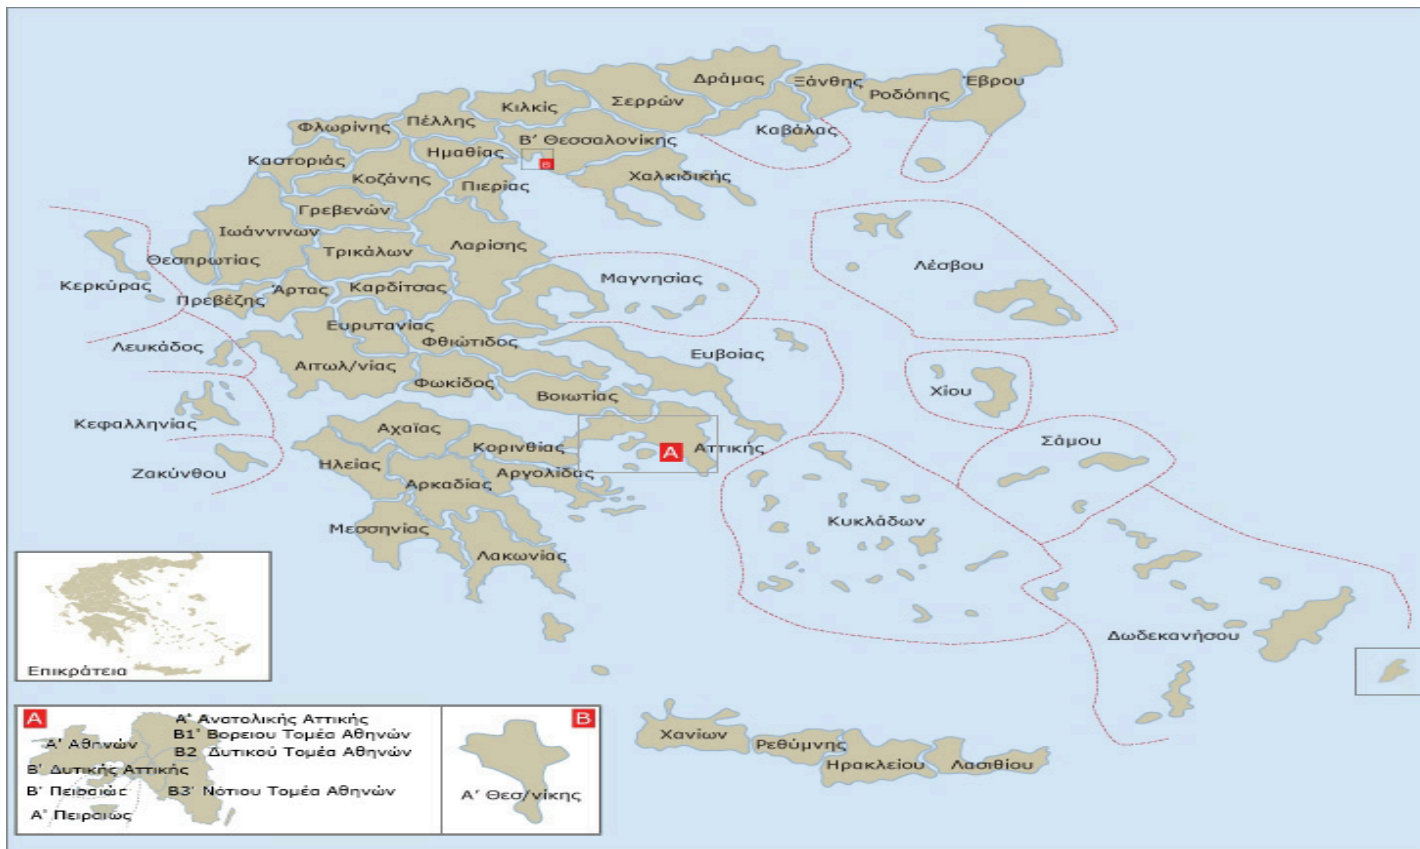 Δράμας
Ξάνθης
Έβρου
Ροδόπης
Σερρών
Κιλκίς
Καβάλας
Πέλλης
Φλωρίνης
Β' Θεσσαλονίκης
Ημαθίας
Καστοριάς
Κοζάνης
Πιερίας
Χαλκιδικής
B
Γρεβενών
Ιωάννινων
Τρικάλων
Λαρίσης
Θεσπρωτίας
Κερκύρας
Πρεβέζης
Άρτας
Καρδίτσας
Μαγνησίας
Λέσβου
Ευρυτανίας
Φθιώτιδος
Λευκάδος
Αιτωλ/νίας
Ευβοίας
Φωκίδος
Βοιωτίας
Χίου
Κεφαλληνίας
Αχαΐας
Κορινθίας
A
Αττικής
Σάμου
Ζακύνθου
Ηλείας
Αρκαδίας
Αργολίδας
Μεσσηνίας
Κυκλάδων
Λακωνίας
Δωδεκανήσου
Επικράτεια
Χανίων
Ρεθύμνης
Ηρακλείου
Λασιθίου
A
Α' Ανατολικής Αττικής
Β1' Βορειου Τομέα Αθηνών
Α' Αθηνών
Β2 Δυτικού Τομέα Αθηνών
Β' Δυτικής Αττικής
Β' Πειραιώς
Β3' Νότιου Τομέα Αθηνών
Α' Πειραιώς
B
Α' Θεσ/νίκης